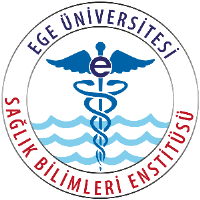 EGE ÜNİVERSİTESİ
e
SAĞLIK BİLİMLERİ ENSTİTÜSÜ